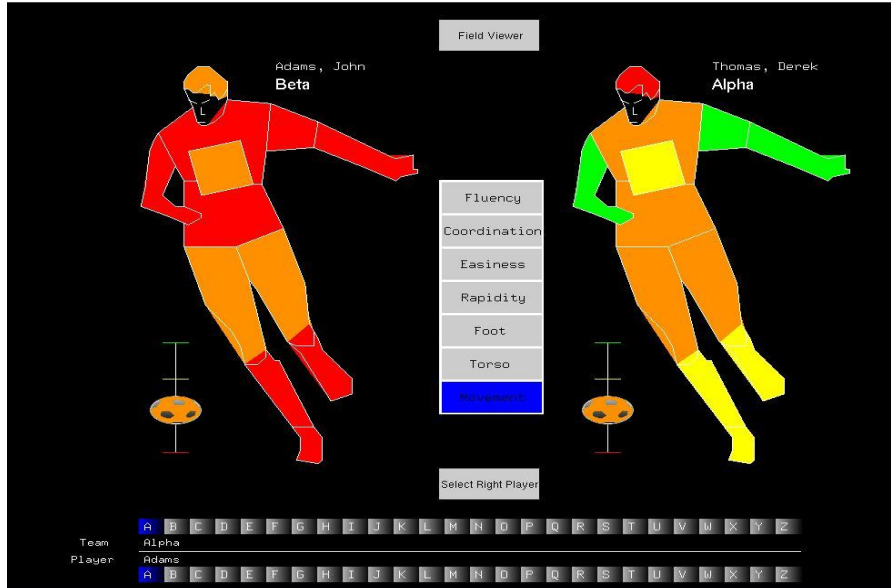 Field Viewer
Adams, John
Beta
Thomas, Derek
Alpha
Fluency
Coordination
Easiness
Rapidity
Foot
Torso
Movement
Select Right Player
A B C D E F G H I J K L M N O P Q R S T U V W X Y Z
Team Alpha
Player Adams
A B C D E F G H I J K L M N O P Q R S T U V W X Y Z